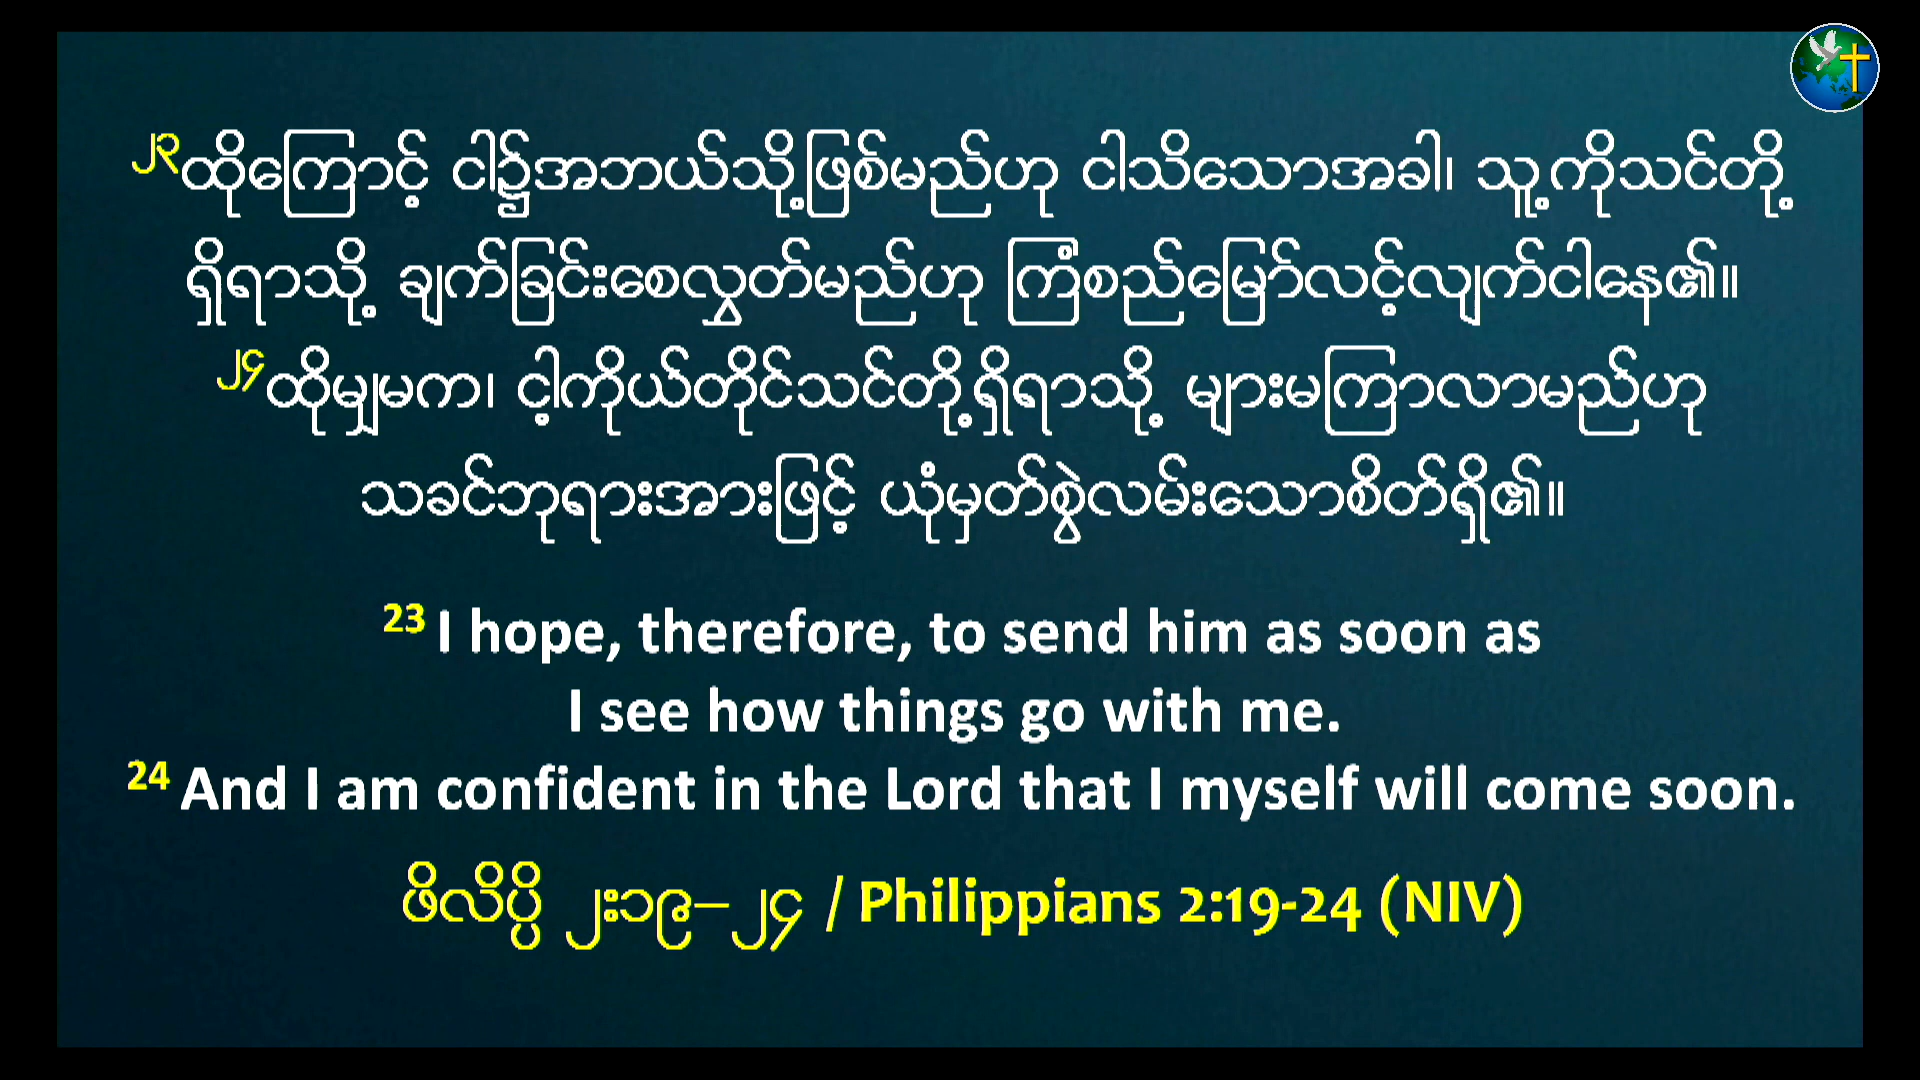 ၂၃ထိုကြောင့် ငါ၌အဘယ်သို့ဖြစ်မည်ဟု ငါသိသောအခါ၊ သူ့ကိုသင်တို့
ရှိရာသို့ ချက်ခြင်းစေလွှတ်မည်ဟု ကြံစည်မြော်လင့်လျက်ငါနေ၏။
၂၄ထိုမျှမက၊ ငါ့ကိုယ်တိုင်သင်တို့ရှိရာသို့ များမကြာလာမည်ဟု
သခင်ဘုရားအားဖြင့် ယုံမှတ်စွဲလမ်းသောစိတ်ရှိ၏။
23 I hope, therefore, to send him as soon as
I see how things go with me.
24 And I am confident in the Lord that I myself will come soon.
ဖိလိပ္ပိ ၂း၁၉–၂၄ / Philippians 2:19-24 (NIV)